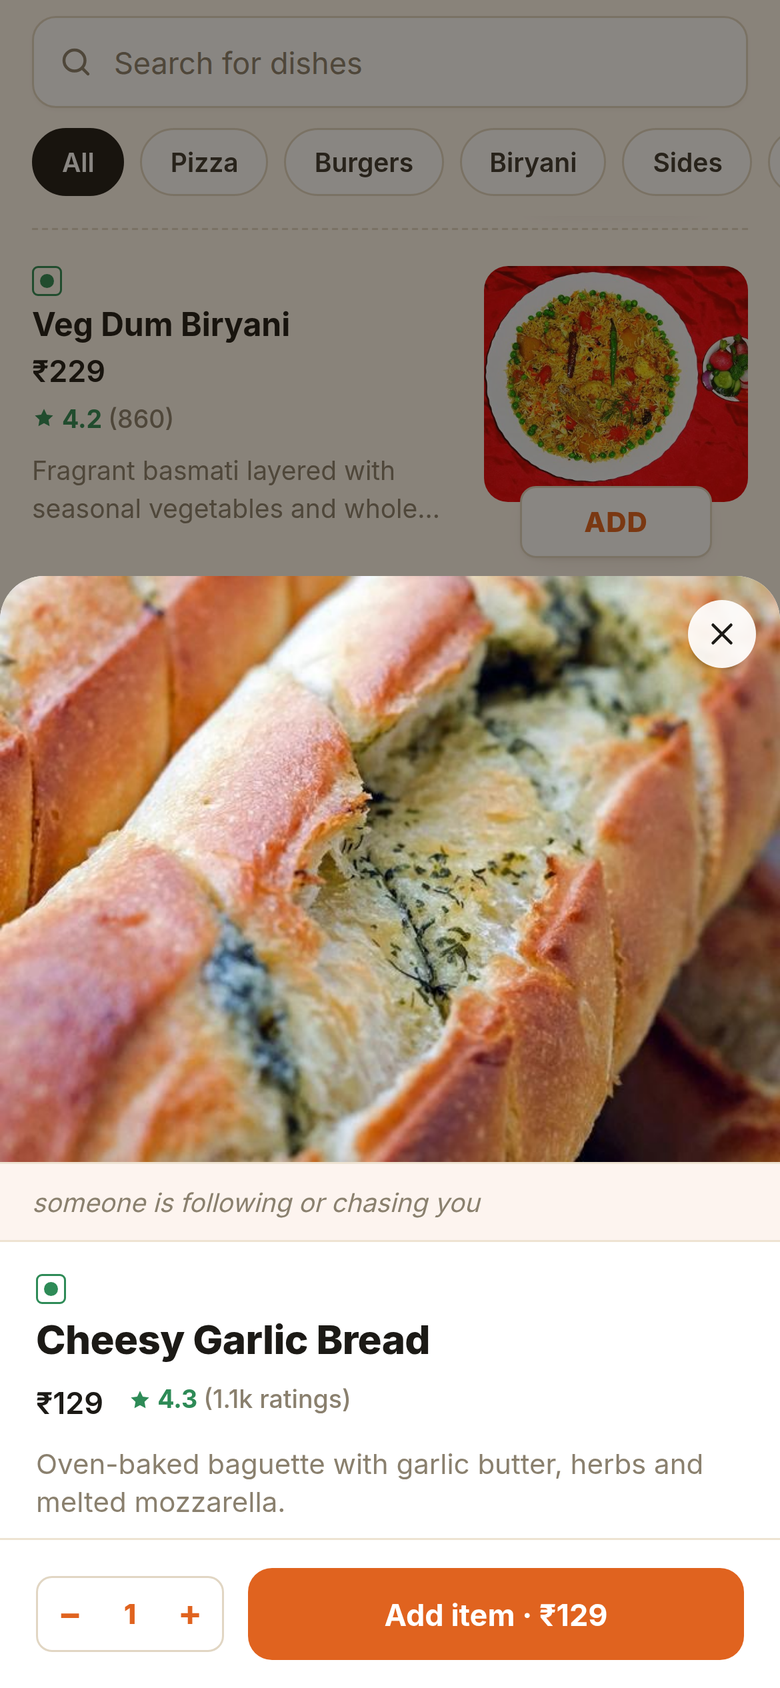 Search for dishes
All
Pizza
Burgers
Biryani
Sides
Veg Dum Biryani
₹229
★ 4.2 (860)
Fragrant basmati layered with
seasonal vegetables and whole...
ADD
someone is following or chasing you
Cheesy Garlic Bread
₹129 ★ 4.3 (1.1k ratings)
Oven-baked baguette with garlic butter, herbs and
melted mozzarella.
− 1 +
Add item · ₹129